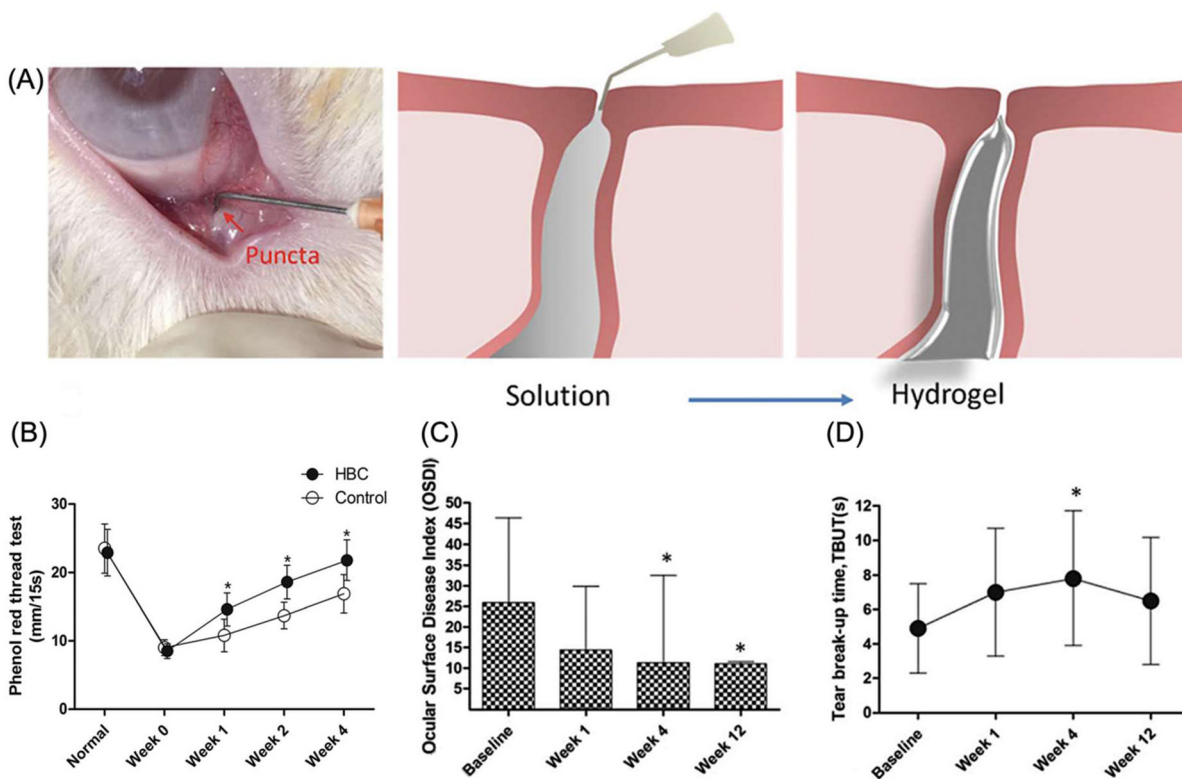 (A)
Puncta
Solution
Hydrogel
(B)
HBC
Control
Phenol red thread test
(mm/15s)
30
20
10
0
*
*
*
Normal
Week 0
Week 1
Week 2
Week 4
(C)
Ocular Surface Disease Index (OSDI)
50
45
40
35
30
25
20
15
10
5
*
*
Baseline
Week 1
Week 4
Week 12
(D)
Tear break-up time,TBUT(s)
12
10
8
6
4
2
0
*
Baseline
Week 1
Week 4
Week 12